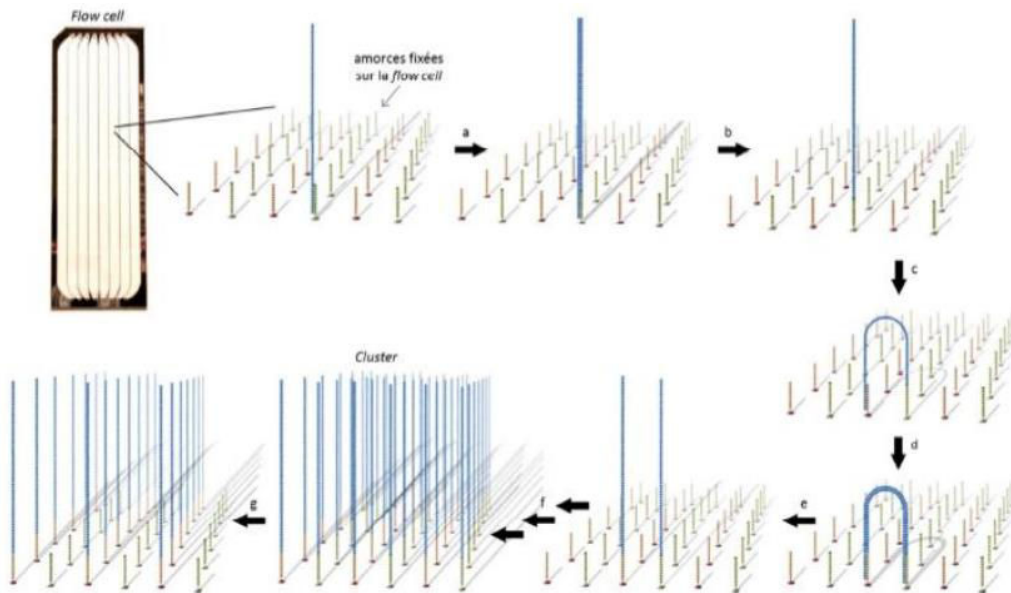 Flow cell
amorces fixées
sur la flow cell
a
b
c
d
e
f
g
Cluster